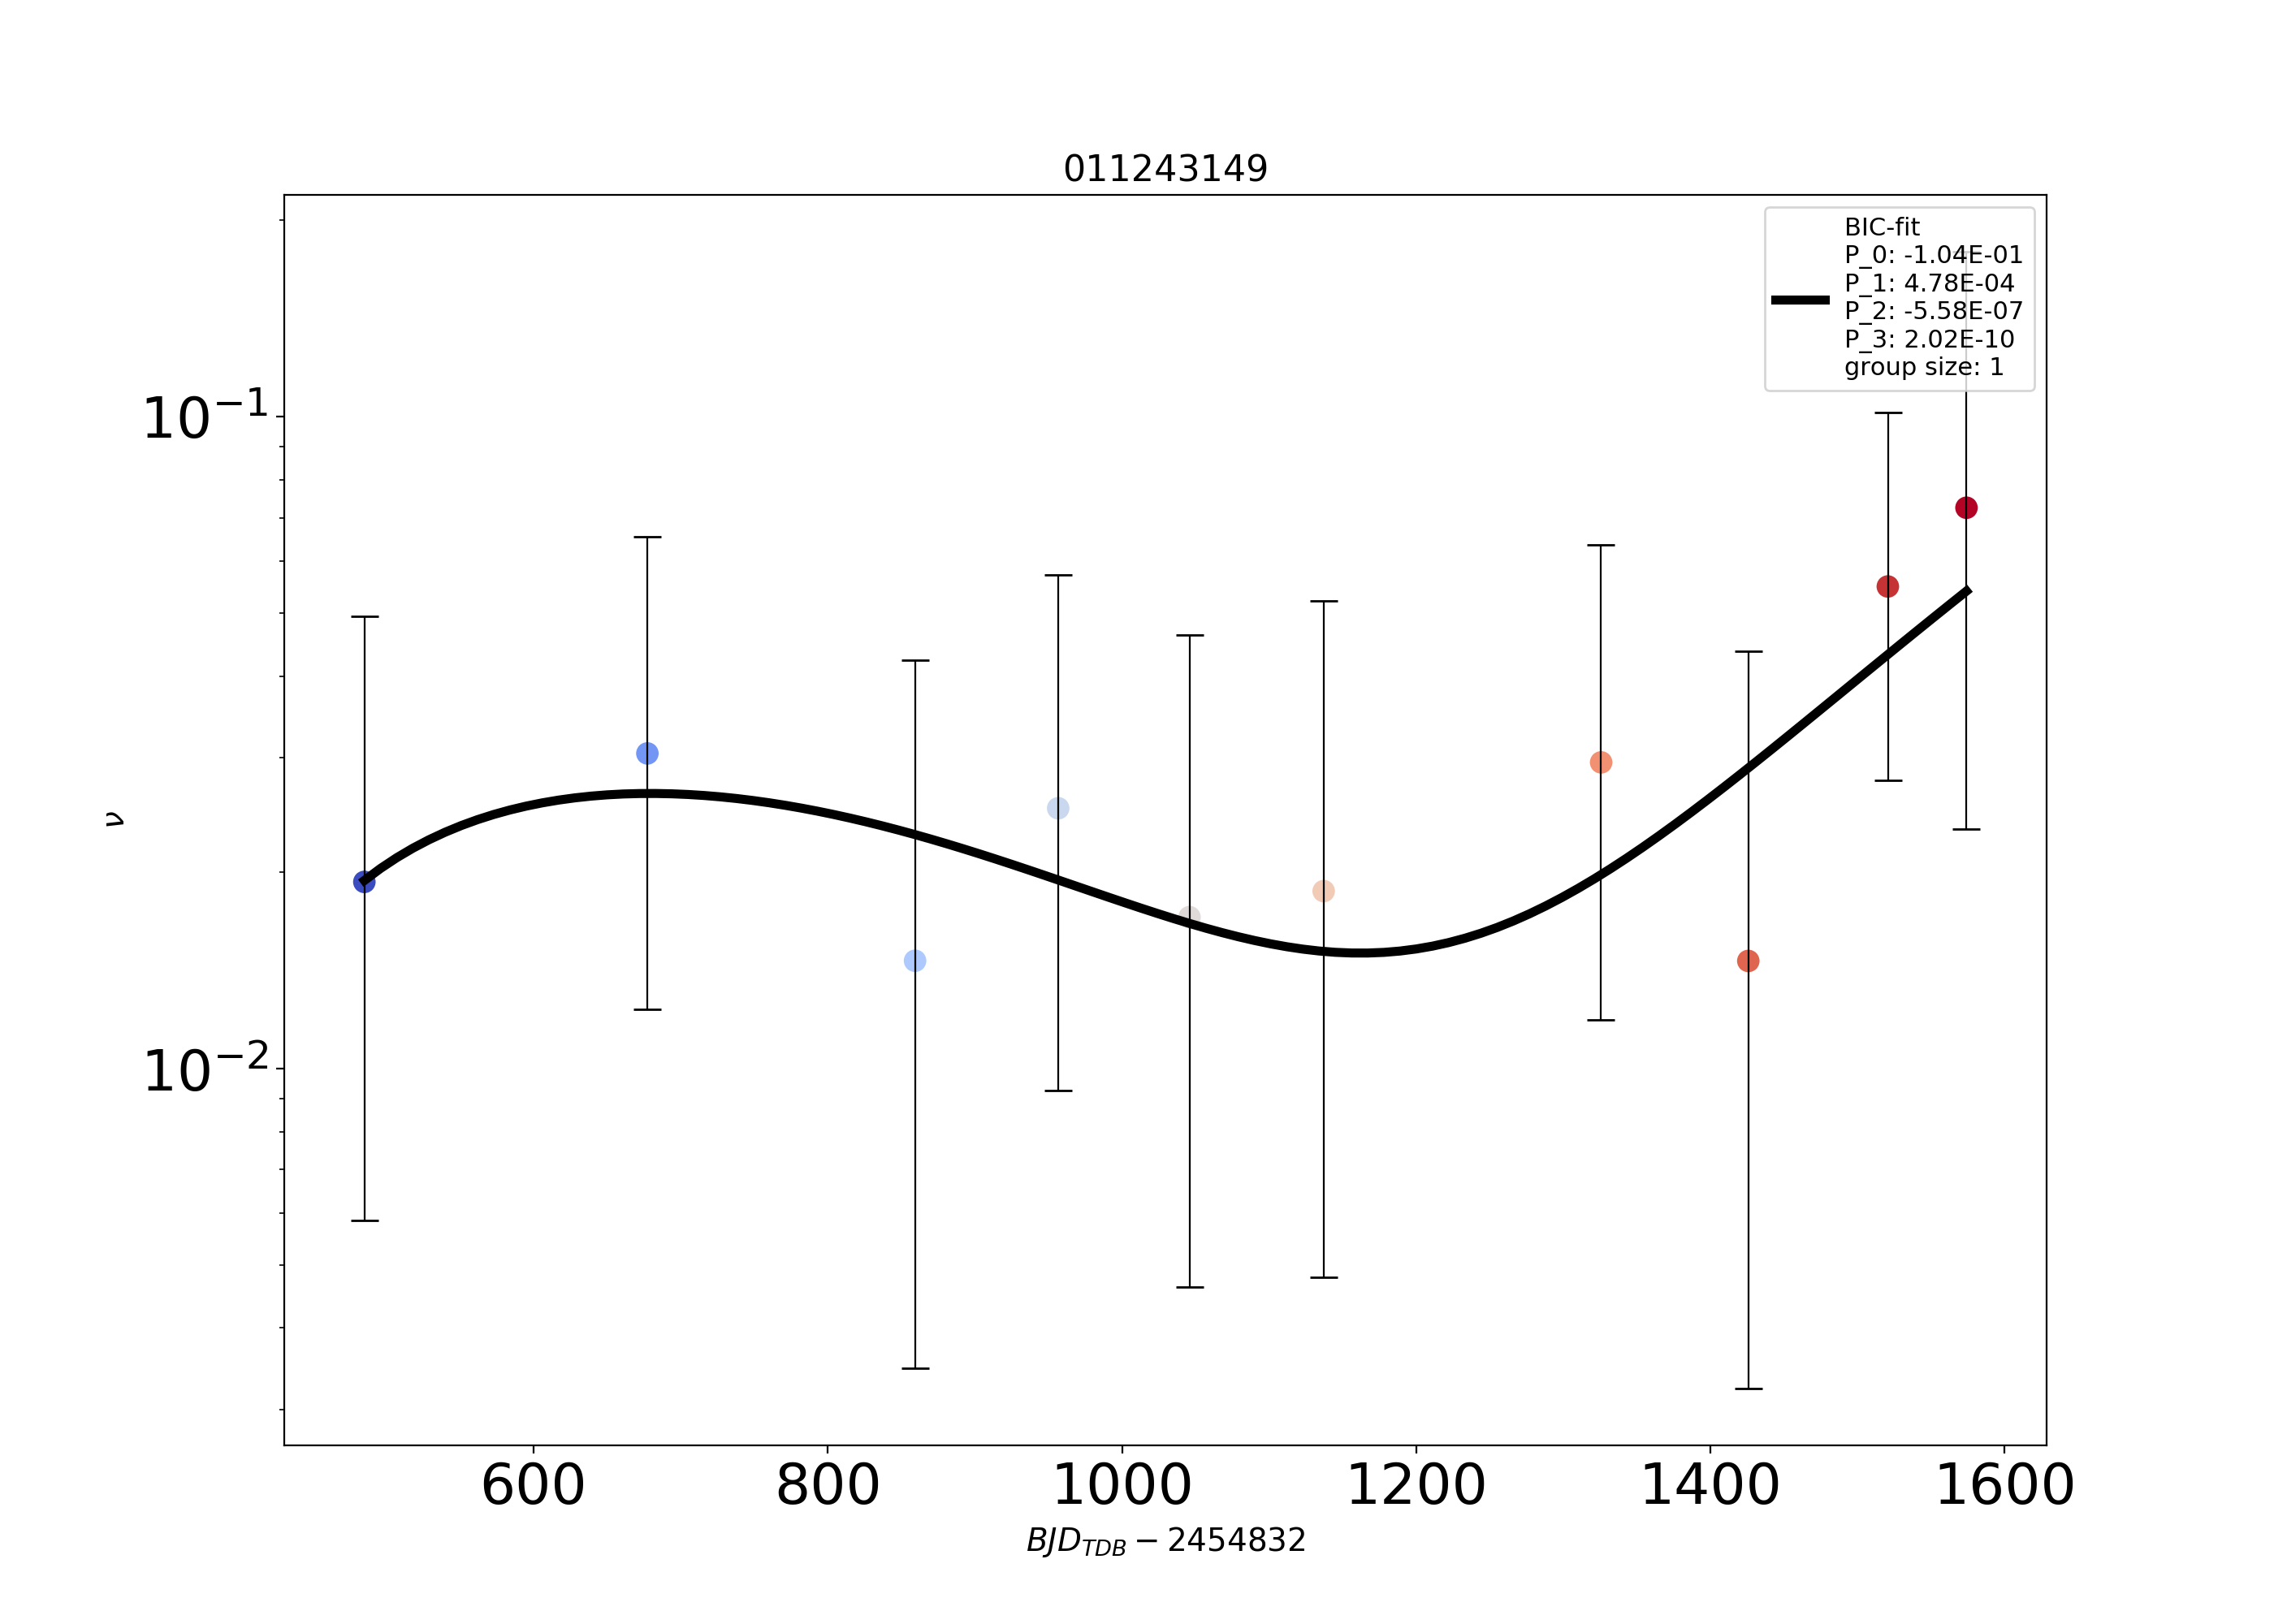 011243149
BIC-fit
P_0: -1.04E-01
P_1: 4.78E-04
P_2: -5.58E-07
P_3: 2.02E-10
group size: 1
10⁻¹
10⁻²
ν
600 800 1000 1200 1400 1600
BJD_TDB − 2454832